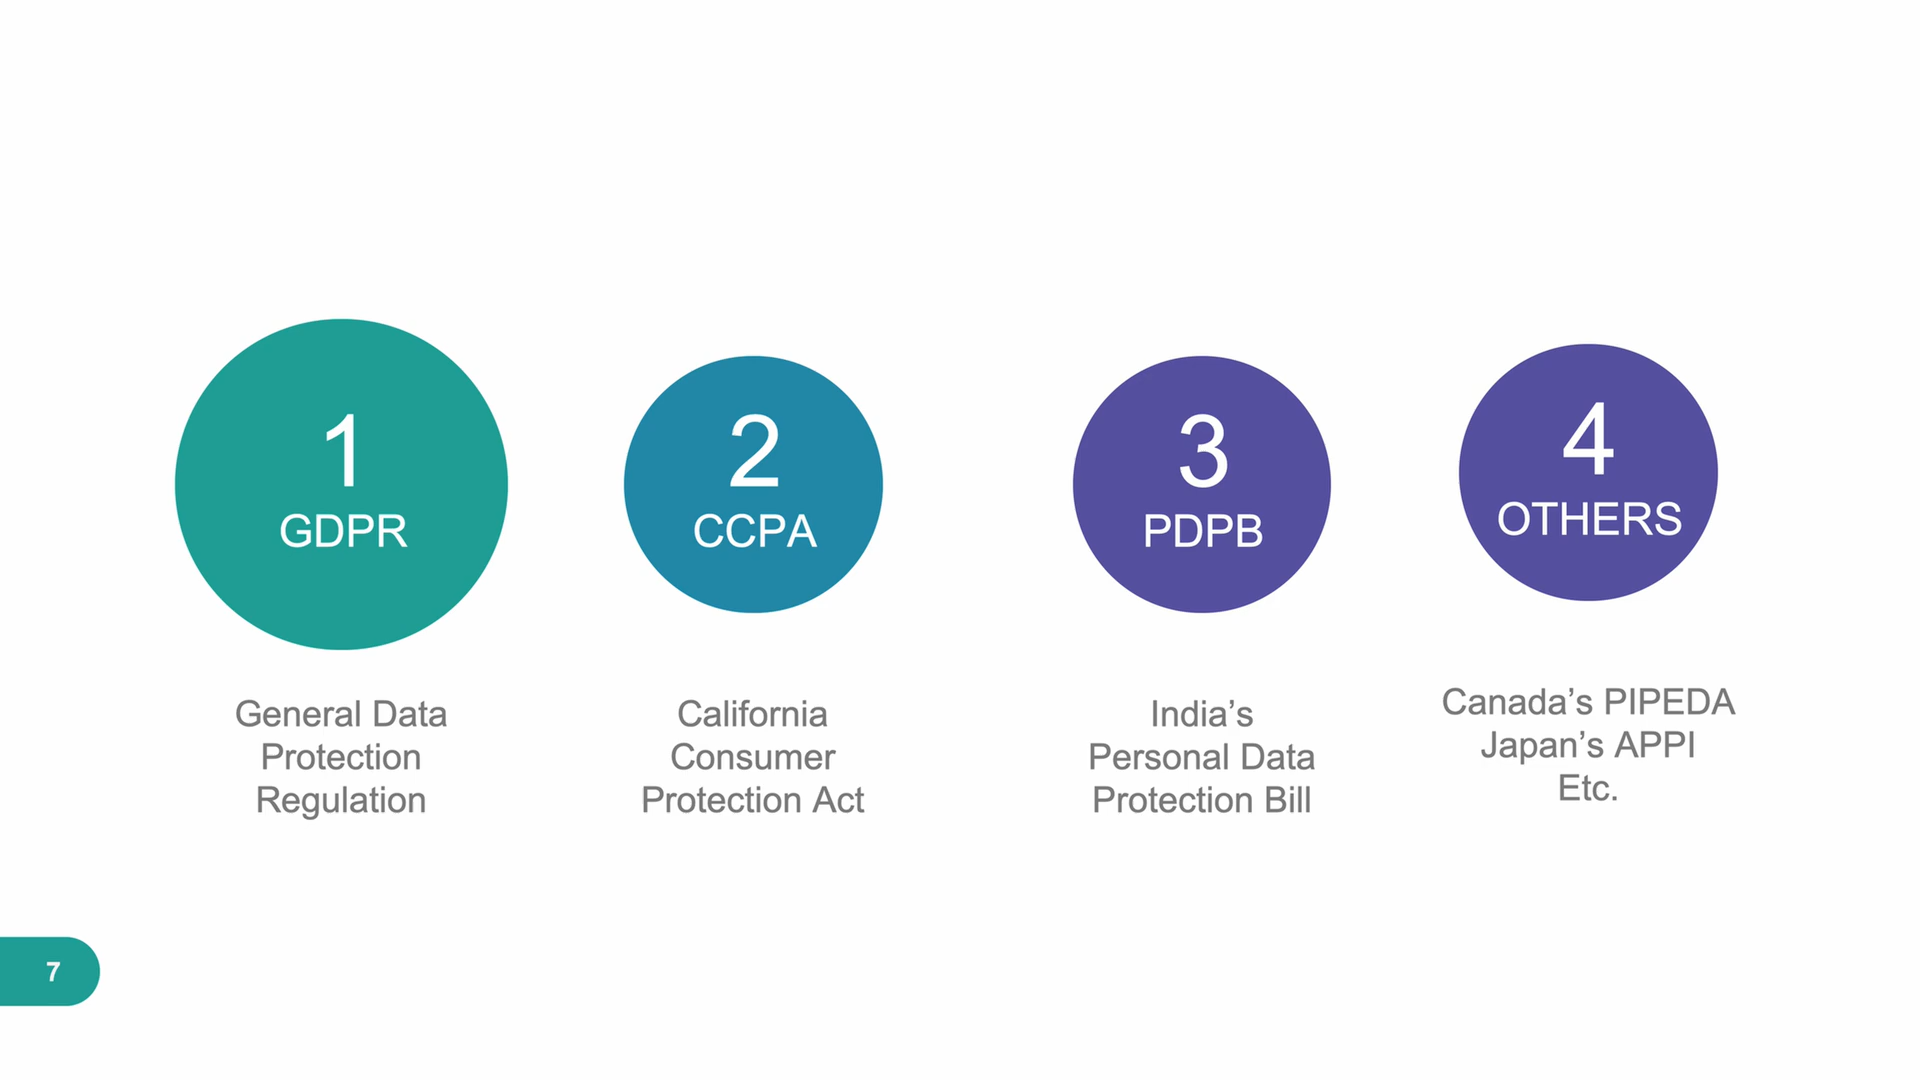 1
GDPR
General Data
Protection
Regulation
2
CCPA
California
Consumer
Protection Act
3
PDPB
India’s
Personal Data
Protection Bill
4
OTHERS
Canada’s PIPEDA
Japan’s APPI
Etc.
7